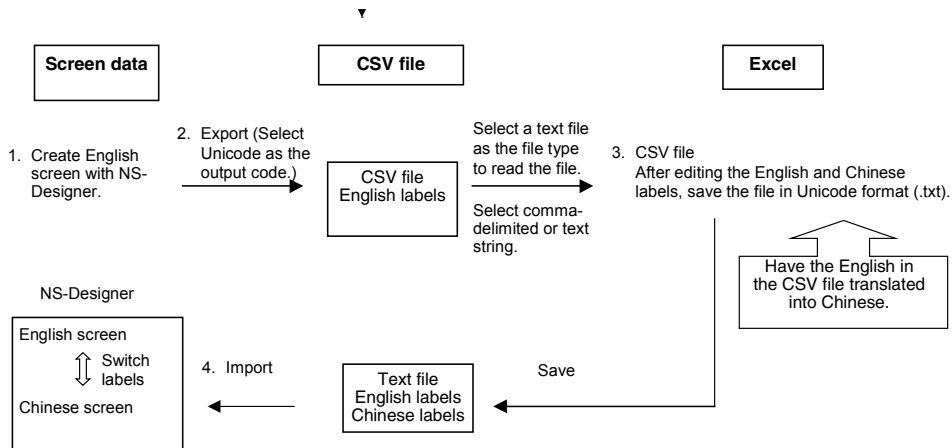 Screen data
CSV file
Excel
1. Create English
screen with NS-
Designer.
2. Export (Select
Unicode as the
output code.)
CSV file
English labels
Select a text file
as the file type
to read the file.
Select comma-
delimited or text
string.
3. CSV file
After editing the English and Chinese
labels, save the file in Unicode format (.txt).
Have the English in
the CSV file translated
into Chinese.
NS-Designer
English screen
Switch
labels
Chinese screen
4. Import
Text file
English labels
Chinese labels
Save